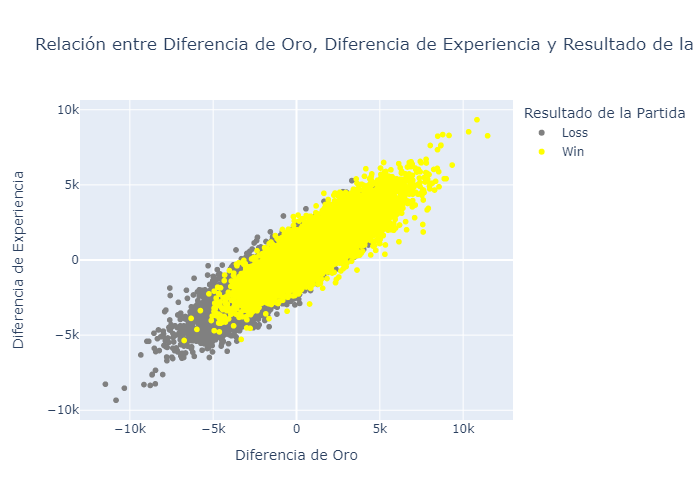 Relación entre Diferencia de Oro, Diferencia de Experiencia y Resultado de la
Resultado de la Partida
Loss
Win
Diferencia de Experiencia
10k
5k
0
−5k
−10k
−10k −5k 0 5k 10k
Diferencia de Oro